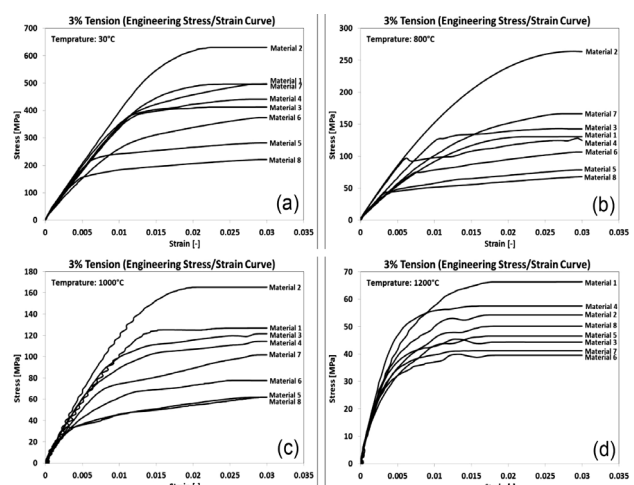 3% Tension (Engineering Stress/Strain Curve)
Temprature: 30°C
Stress [MPa]
700
600
500
400
300
200
100
0
Material 2
Material 1
Material 7
Material 4
Material 3
Material 6
Material 5
Material 8
(a)
0 0.005 0.01 0.015 0.02 0.025 0.03 0.035
Strain [-]
3% Tension (Engineering Stress/Strain Curve)
Temprature: 800°C
Stress [MPa]
300
250
200
150
100
50
0
Material 2
Material 7
Material 3
Material 1
Material 4
Material 6
Material 5
Material 8
(b)
0 0.005 0.01 0.015 0.02 0.025 0.03 0.035
Strain [-]
3% Tension (Engineering Stress/Strain Curve)
Temprature: 1000°C
Stress [MPa]
180
160
140
120
100
80
60
40
20
0
Material 2
Material 1
Material 3
Material 4
Material 7
Material 6
Material 5
Material 8
(c)
0 0.005 0.01 0.015 0.02 0.025 0.03 0.035
3% Tension (Engineering Stress/Strain Curve)
Temprature: 1200°C
Stress [MPa]
70
60
50
40
30
20
10
0
Material 1
Material 4
Material 2
Material 8
Material 5
Material 3
Material 7
Material 6
(d)
0 0.005 0.01 0.015 0.02 0.025 0.03 0.035